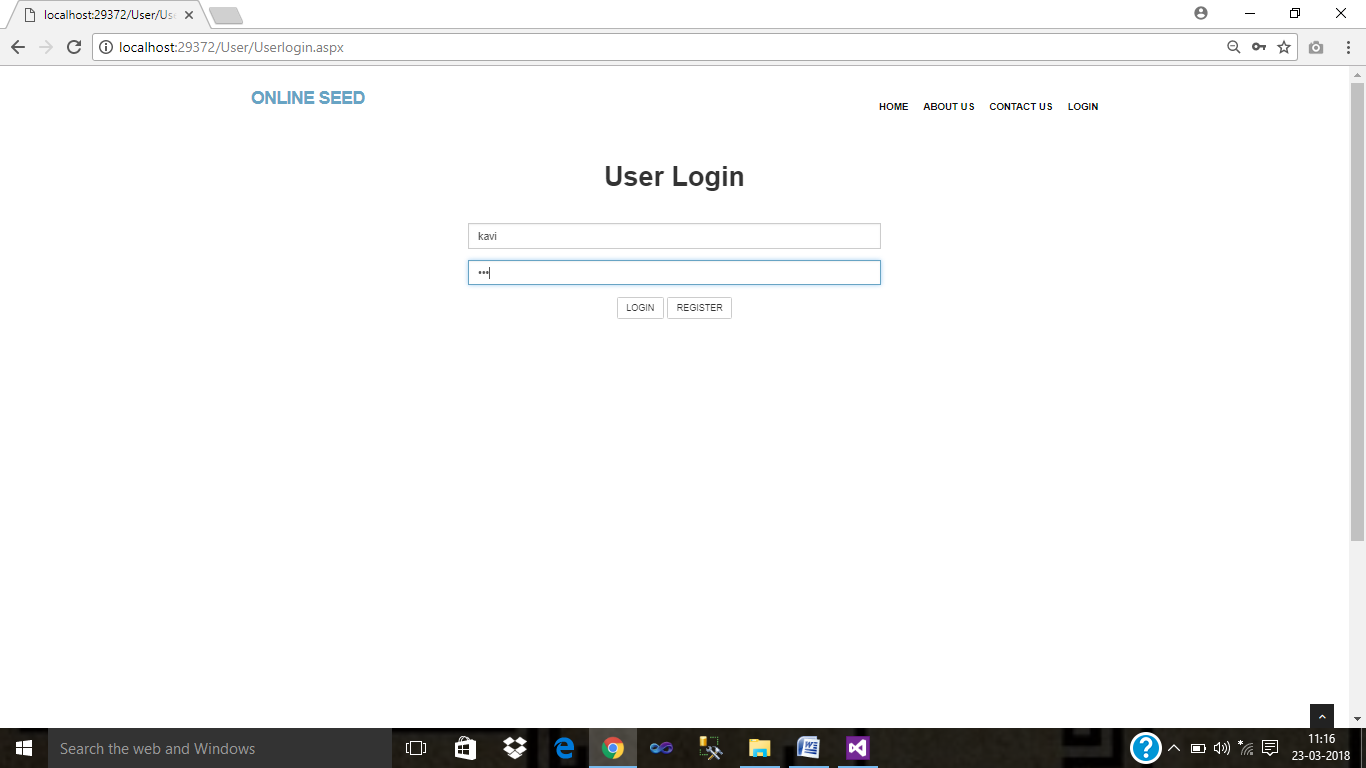 localhost:29372/User/Use
localhost:29372/User/Userlogin.aspx
ONLINE SEED
HOME ABOUT US CONTACT US LOGIN
User Login
kavi
•••
LOGIN REGISTER
Search the web and Windows
11:16
23-03-2018